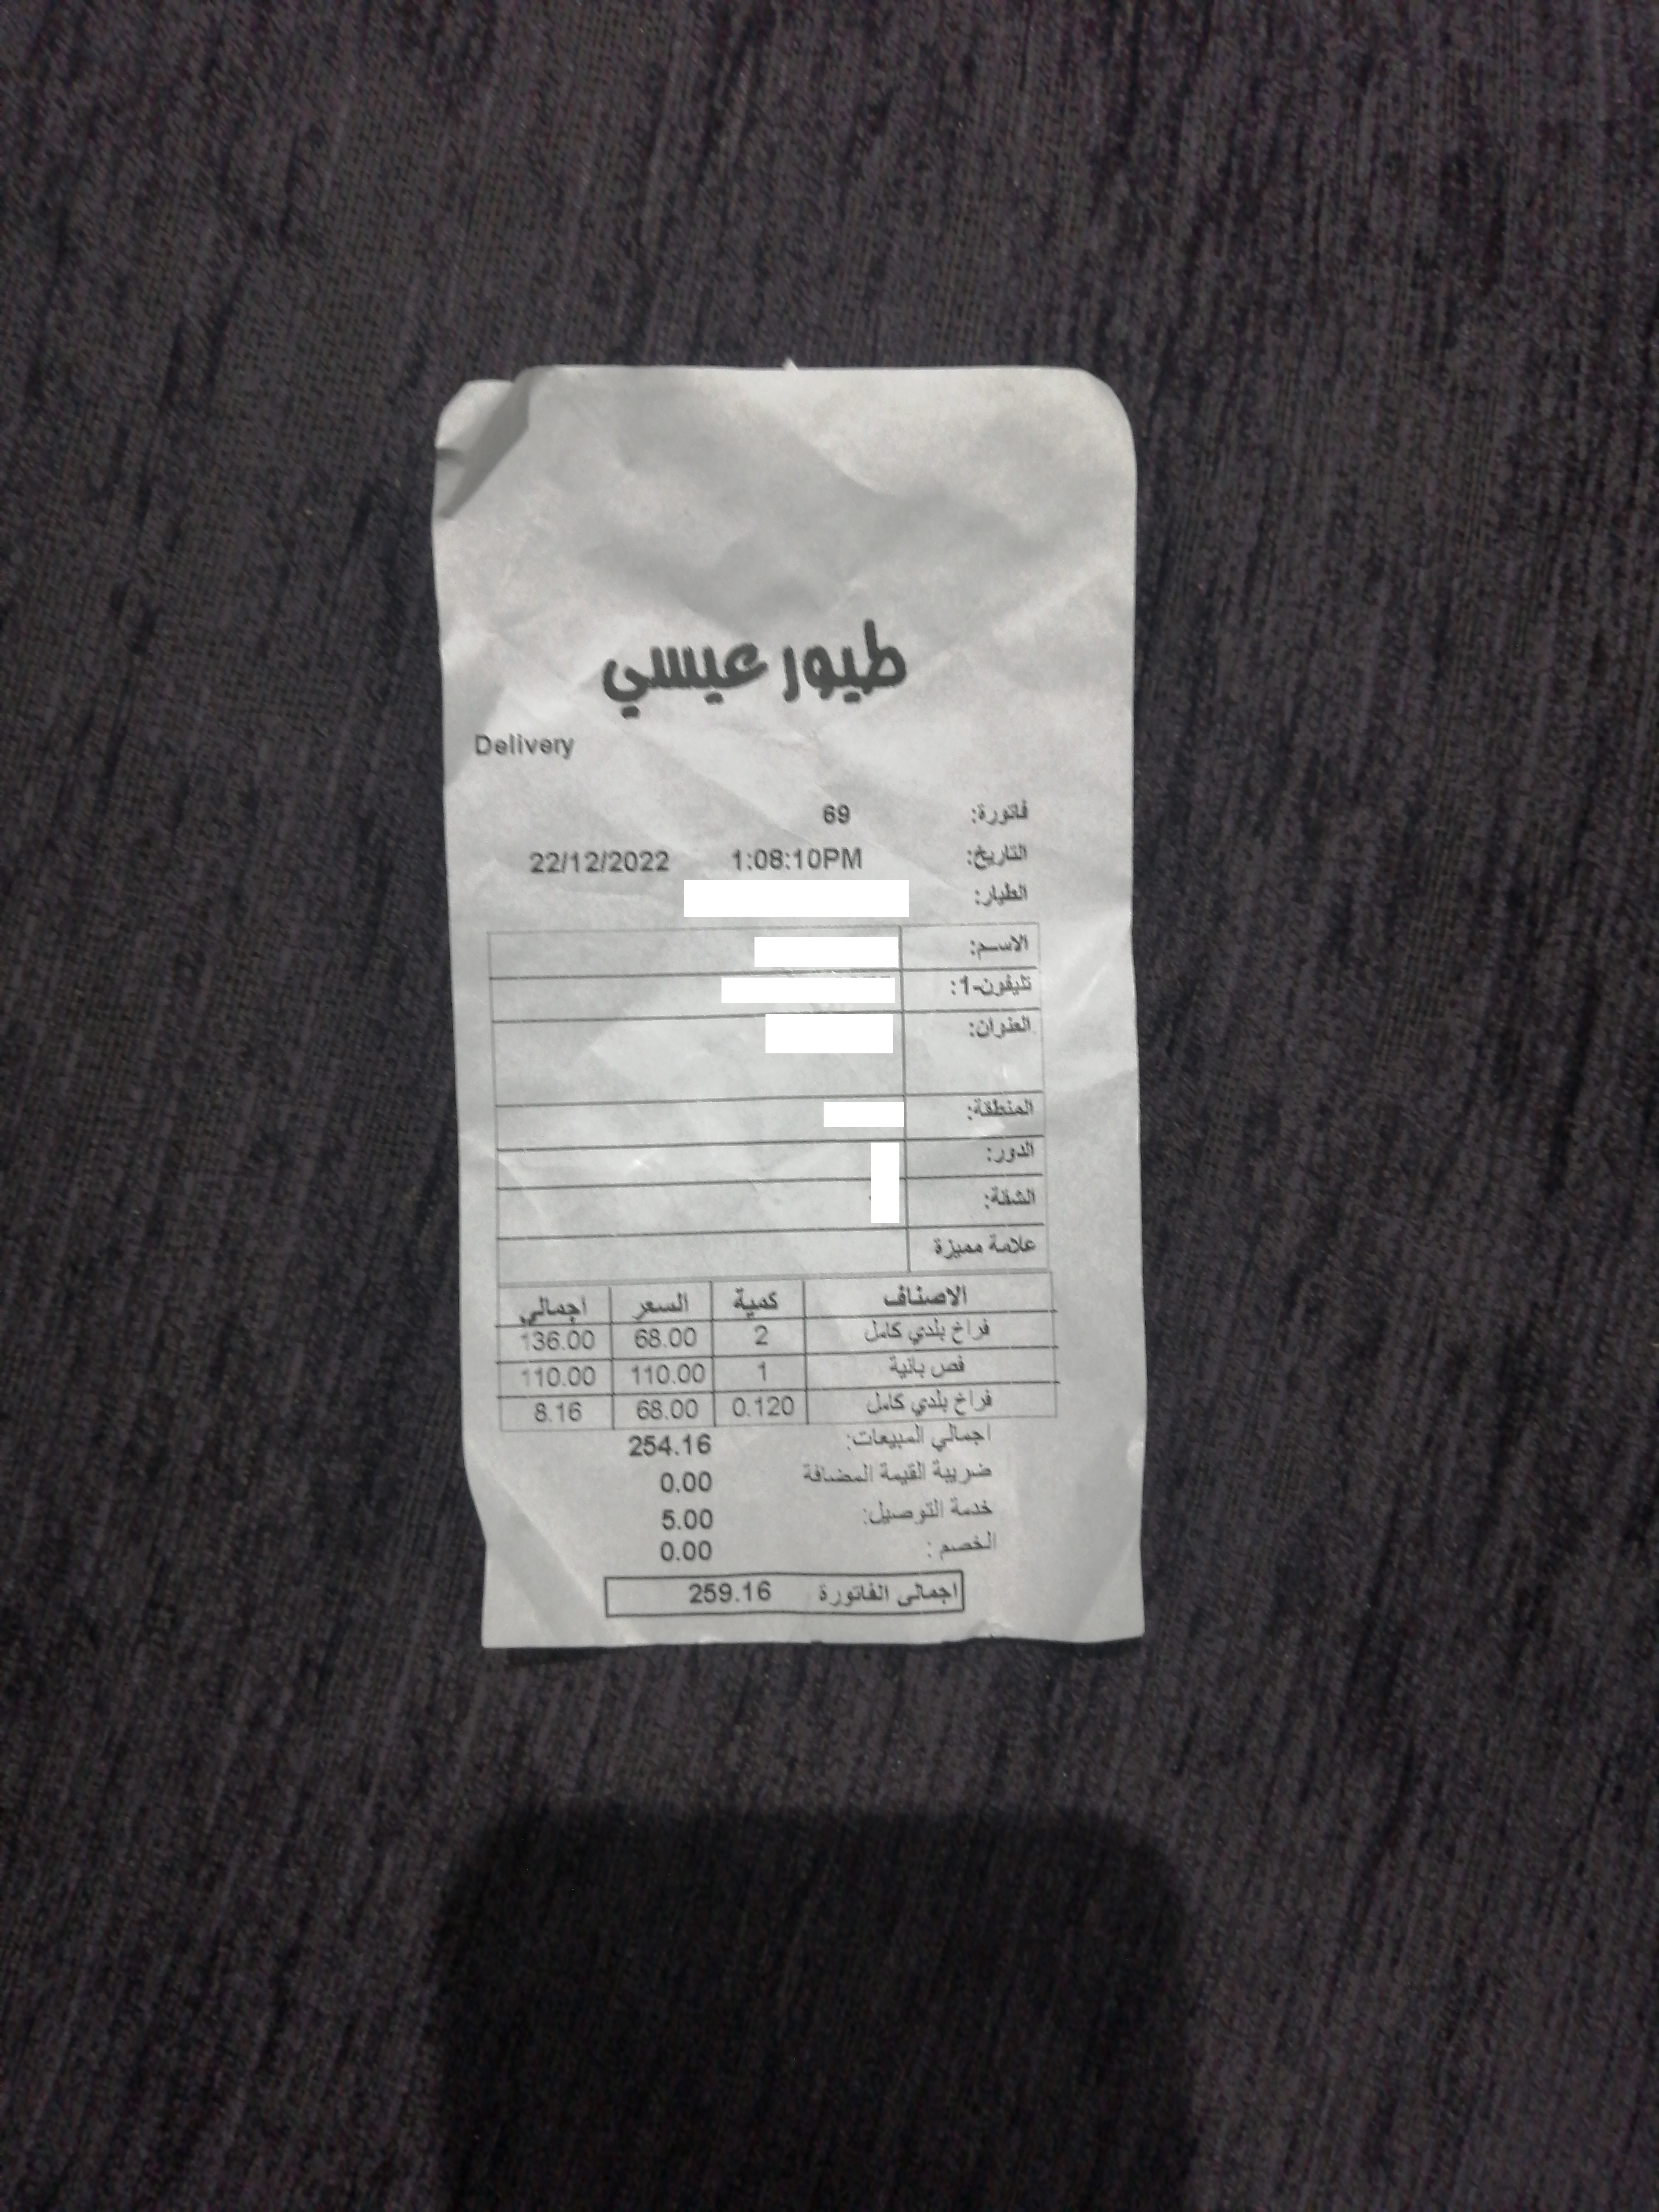 طيور عيسي
Delivery
فاتورة: 69
التاريخ: 1:08:10PM 22/12/2022
الطيار:
الاسم:
تليفون-1:
العنوان:
المنطقة:
الدور:
الشقة:
علامة مميزة
الاصناف كمية السعر اجمالي
فراخ بلدي كامل 2 68.00 136.00
فص بانية 1 110.00 110.00
فراخ بلدي كامل 0.120 68.00 8.16
اجمالي المبيعات: 254.16
ضريبة القيمة المضافة 0.00
خدمة التوصيل: 5.00
الخصم : 0.00
اجمالى الفاتورة 259.16